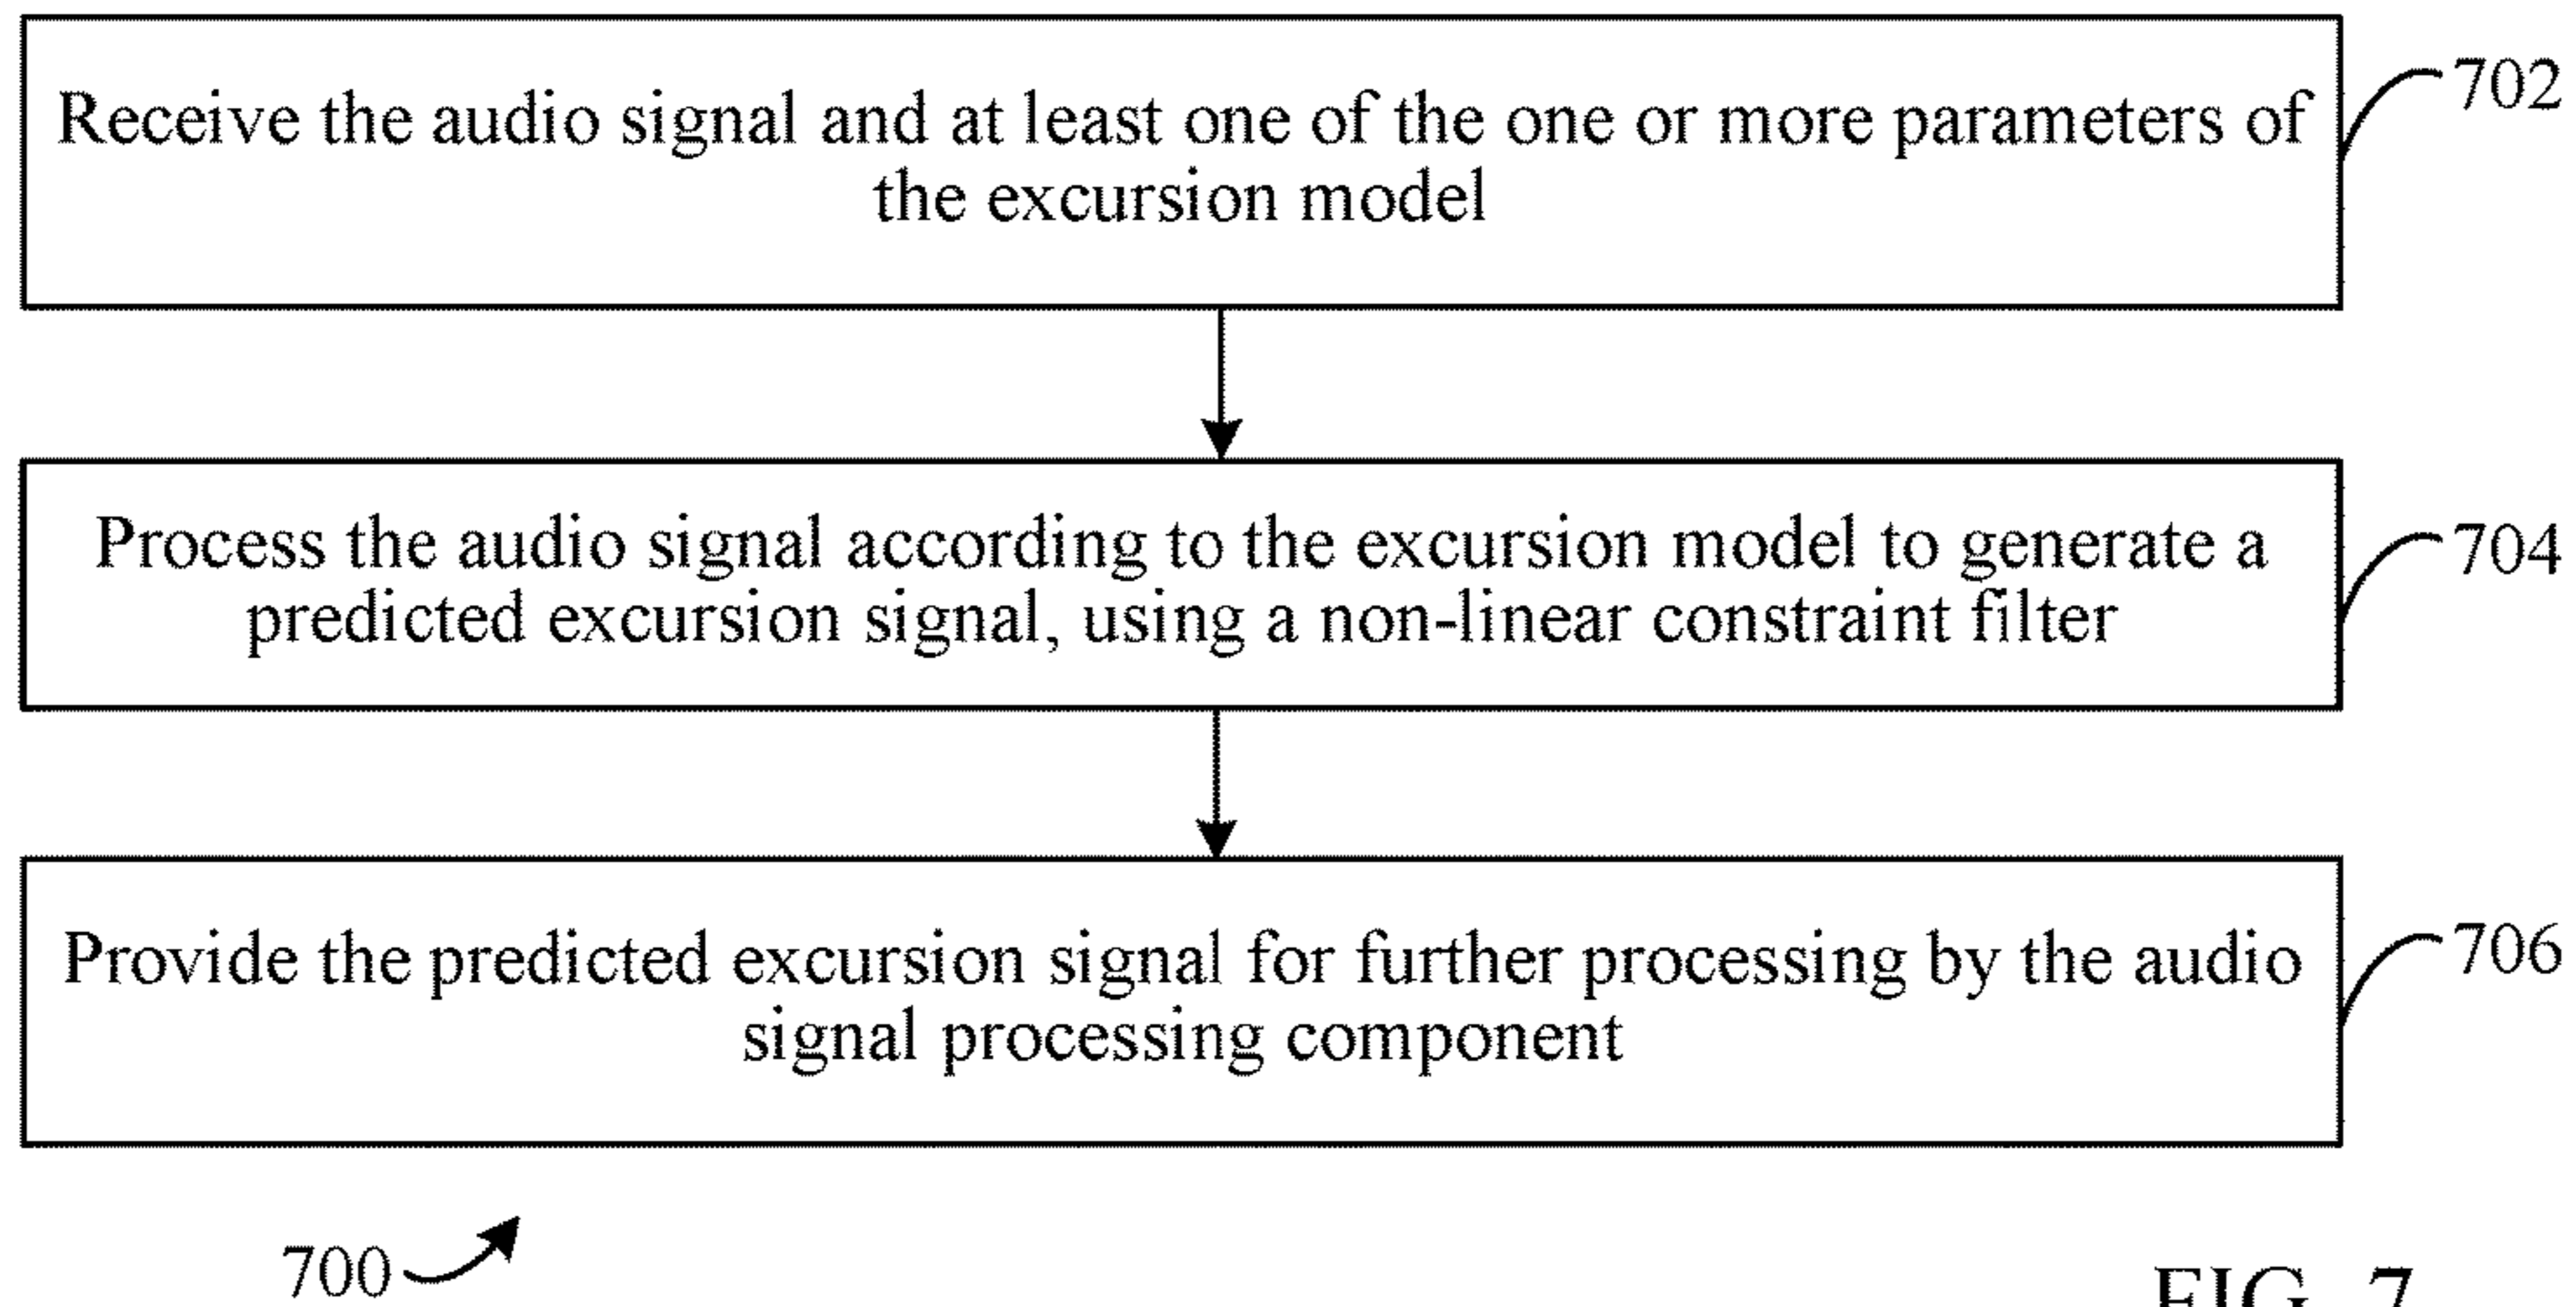 Receive the audio signal and at least one of the one or more parameters of
the excursion model
702
Process the audio signal according to the excursion model to generate a
predicted excursion signal, using a non-linear constraint filter
704
Provide the predicted excursion signal for further processing by the audio
signal processing component
706
700
FIG. 7